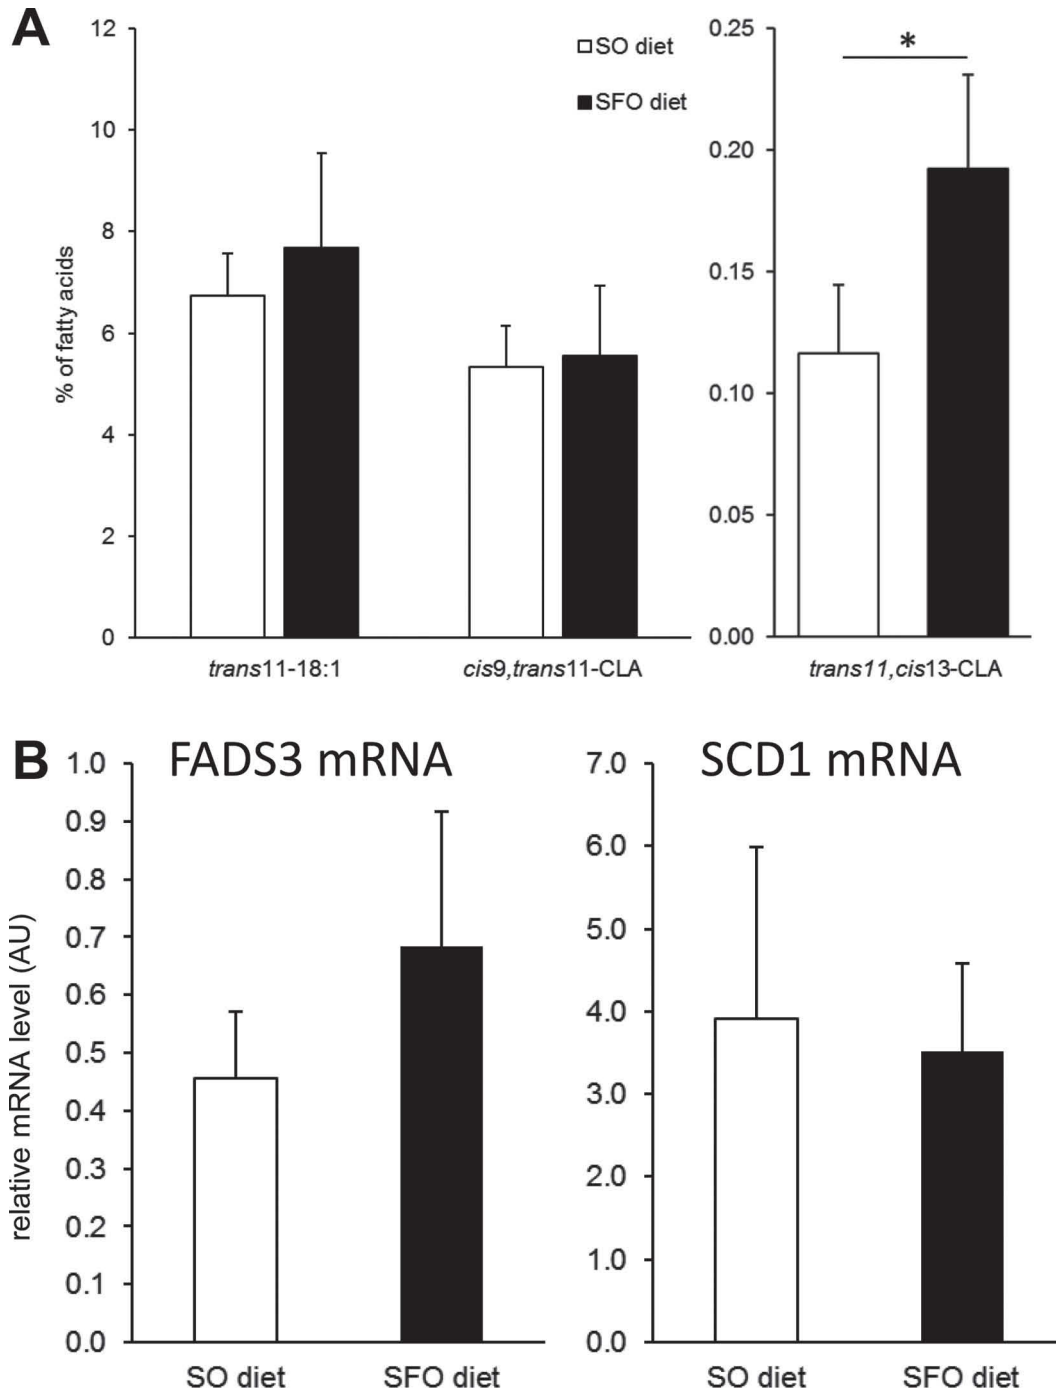 A
12
10
8
6
4
2
0
% of fatty acids
SO diet
SFO diet
trans11-18:1
cis9,trans11-CLA
0.25
0.20
0.15
0.10
0.05
0.00
*
trans11,cis13-CLA
B
FADS3 mRNA
1.0
0.9
0.8
0.7
0.6
0.5
0.4
0.3
0.2
0.1
0.0
relative mRNA level (AU)
SO diet
SFO diet
SCD1 mRNA
7.0
6.0
5.0
4.0
3.0
2.0
1.0
0.0
SO diet
SFO diet